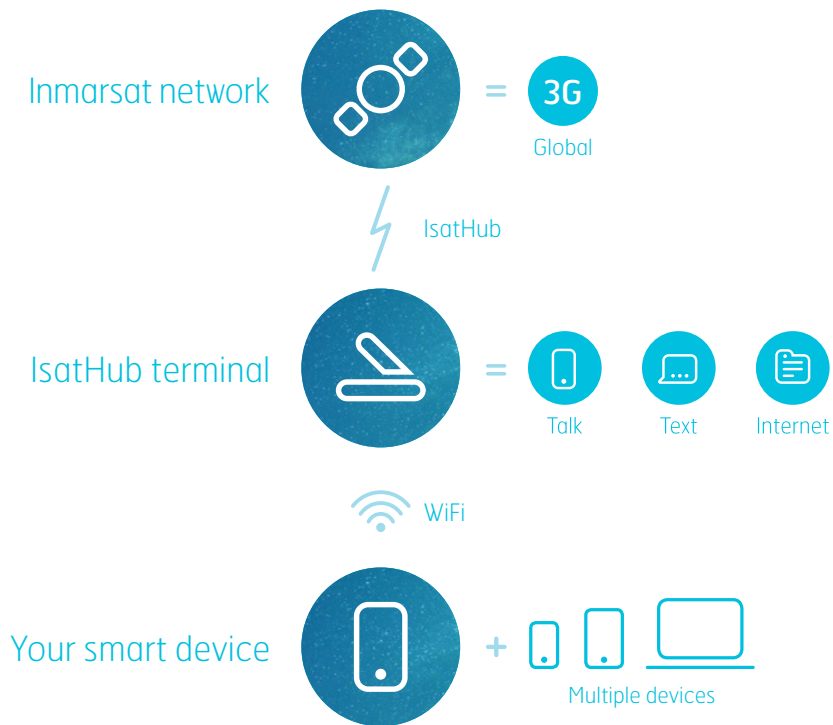 Inmarsat network
3G
Global
IsatHub
IsatHub terminal
Talk
Text
Internet
WiFi
Your smart device
Multiple devices